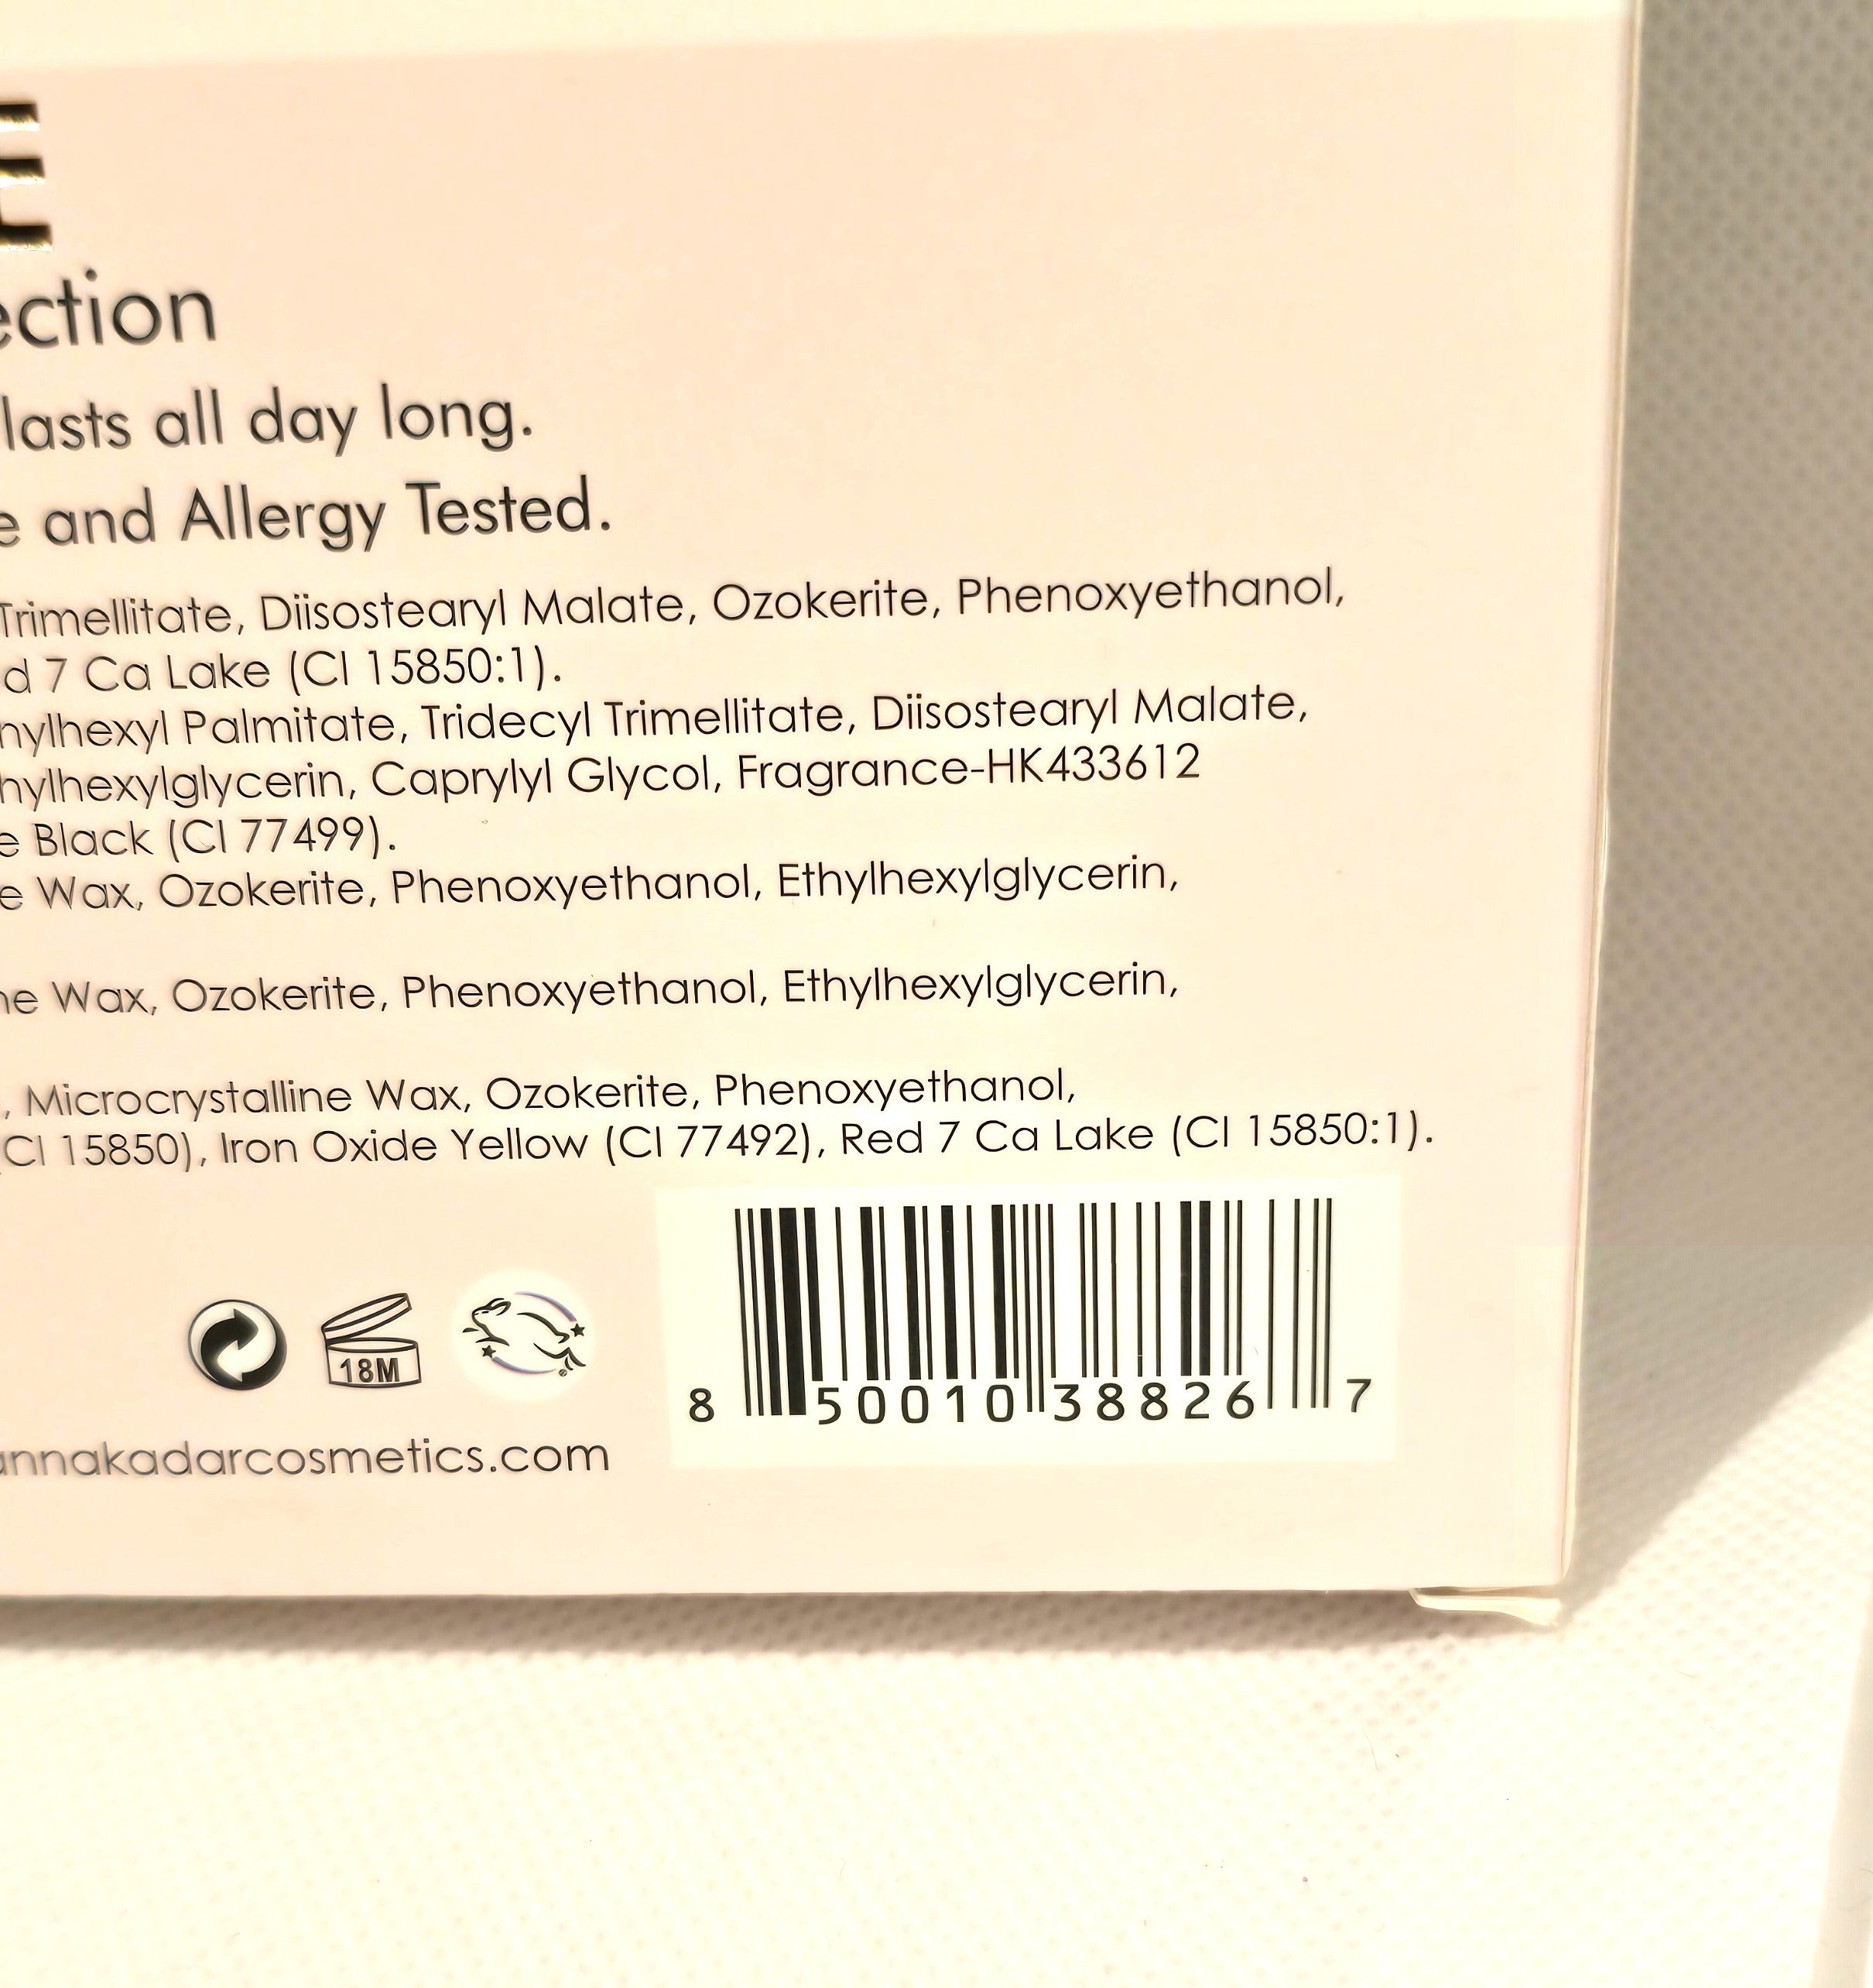 E
ection
lasts all day long.
e and Allergy Tested.
Trimellitate, Diisostearyl Malate, Ozokerite, Phenoxyethanol,
d 7 Ca Lake (CI 15850:1).
nylhexyl Palmitate, Tridecyl Trimellitate, Diisostearyl Malate,
hylhexylglycerin, Caprylyl Glycol, Fragrance-HK433612
e Black (CI 77499).
e Wax, Ozokerite, Phenoxyethanol, Ethylhexylglycerin,
ne Wax, Ozokerite, Phenoxyethanol, Ethylhexylglycerin,
, Microcrystalline Wax, Ozokerite, Phenoxyethanol,
(CI 15850), Iron Oxide Yellow (CI 77492), Red 7 Ca Lake (CI 15850:1).
18M
8 50010 38826 7
annakadarcosmetics.com